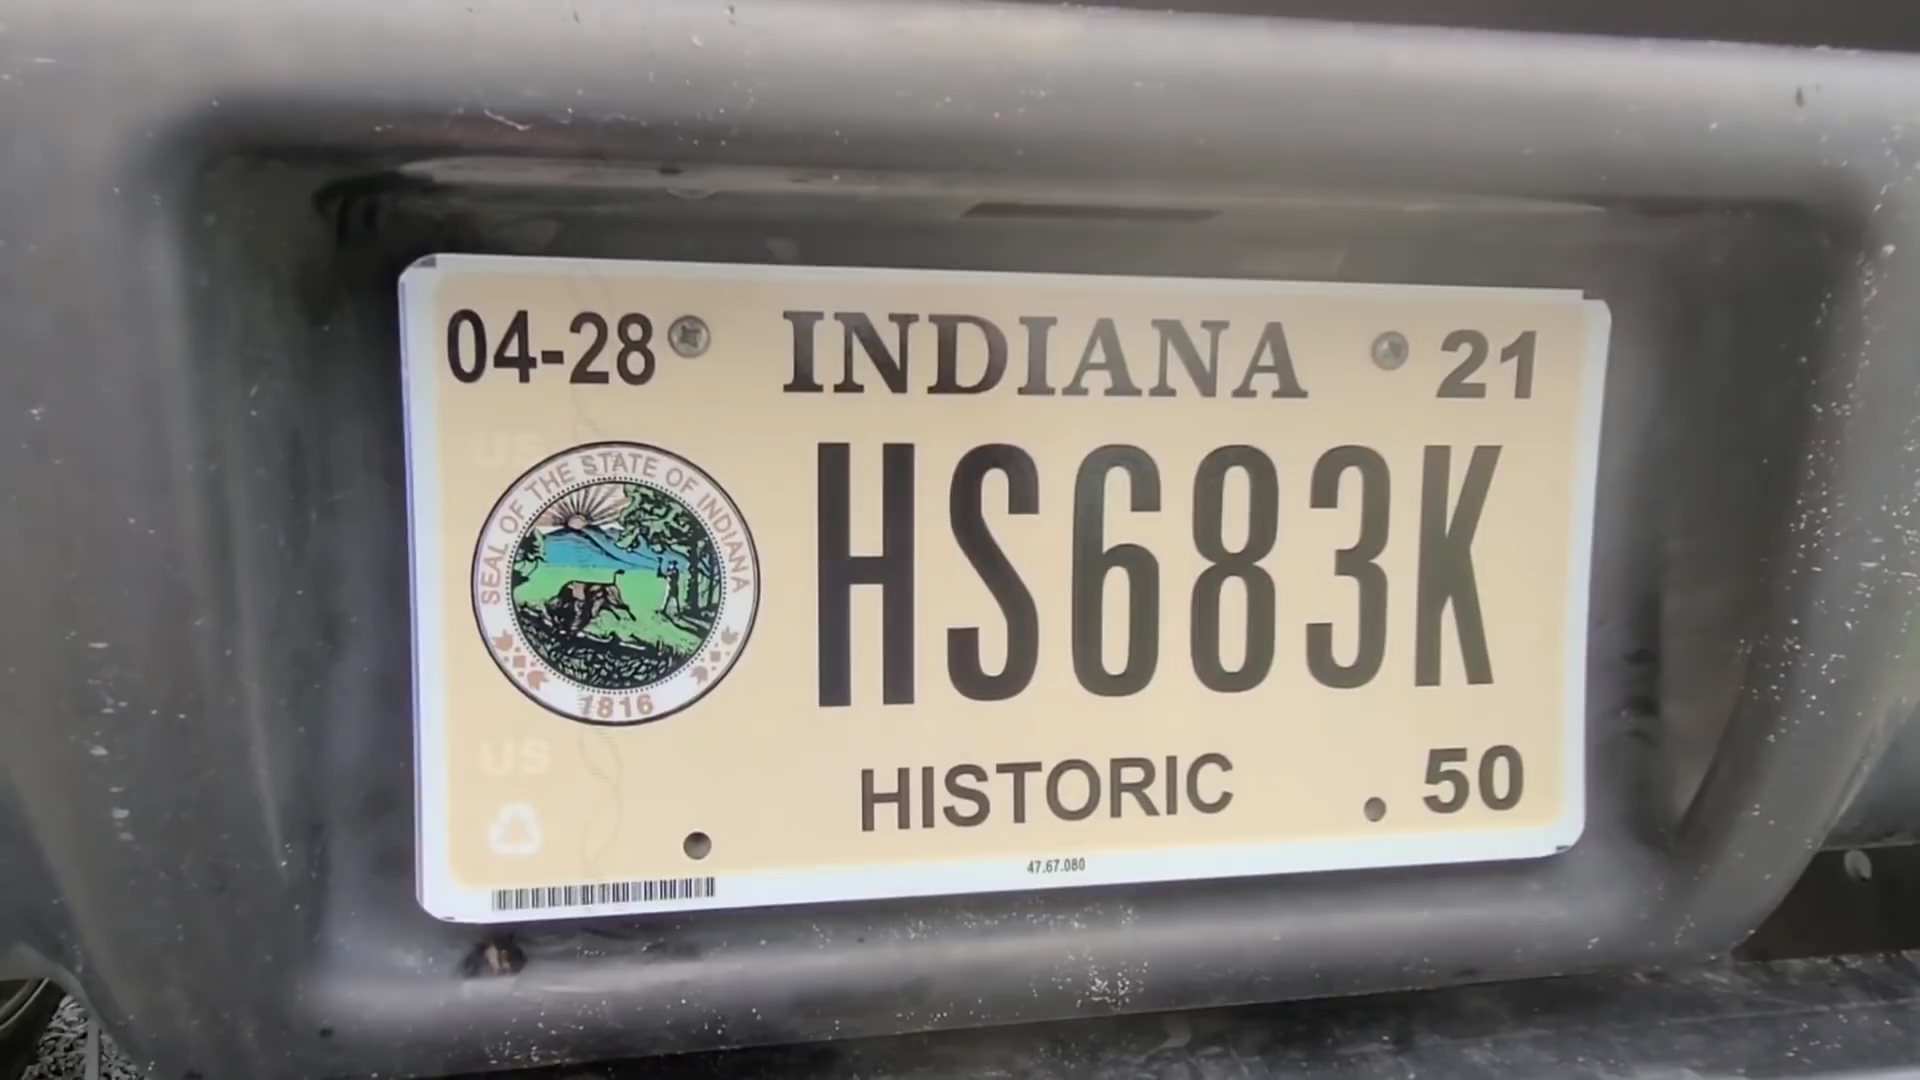 04-28 INDIANA 21
US
SEAL OF THE STATE OF INDIANA
1816
HS683K
US
HISTORIC 50
47.67.080